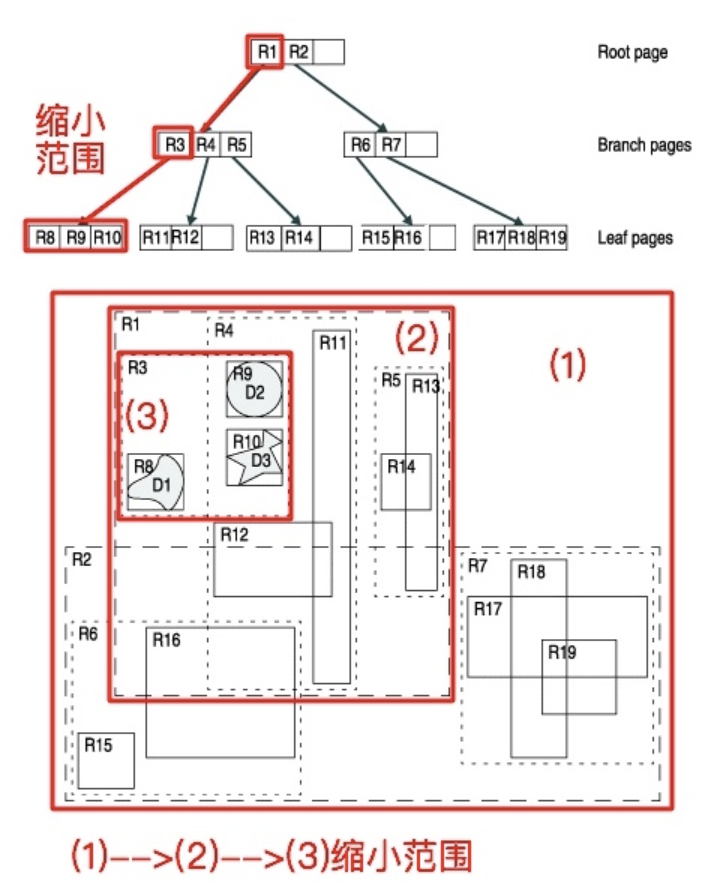 R1 R2 Root page
缩小
范围
R3 R4 R5 R6 R7 Branch pages
R8 R9 R10 R11 R12 R13 R14 R15 R16 R17 R18 R19 Leaf pages
R1 R4 R11 (2) (1)
R3 R9 R5 R13
D2
(3)
R10
R8 D3 R14
D1
R12
R2 R7 R18
R17
R6 R16
R19
R15
(1)-->(2)-->(3)缩小范围